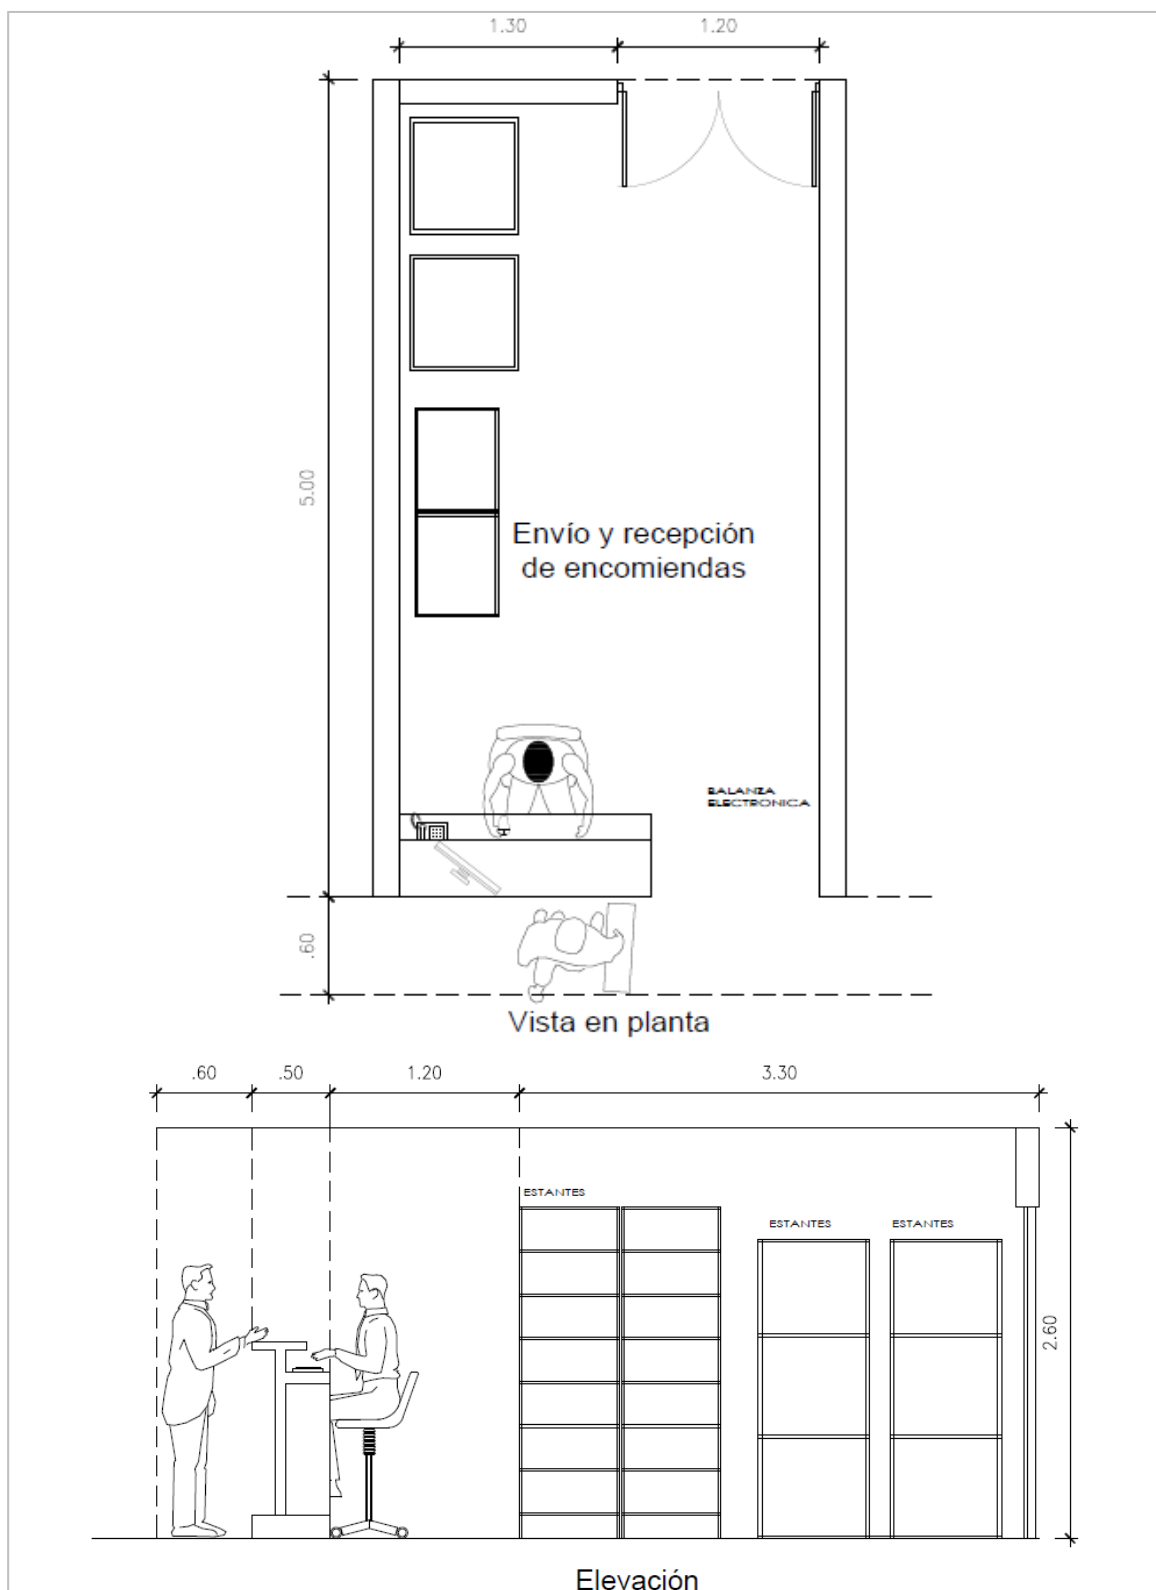 1.30
1.20
5.00
Envío y recepción
de encomiendas
BALANZA
ELECTRONICA
.60
Vista en planta
.60
.50
1.20
3.30
ESTANTES
ESTANTES
ESTANTES
2.60
Elevación